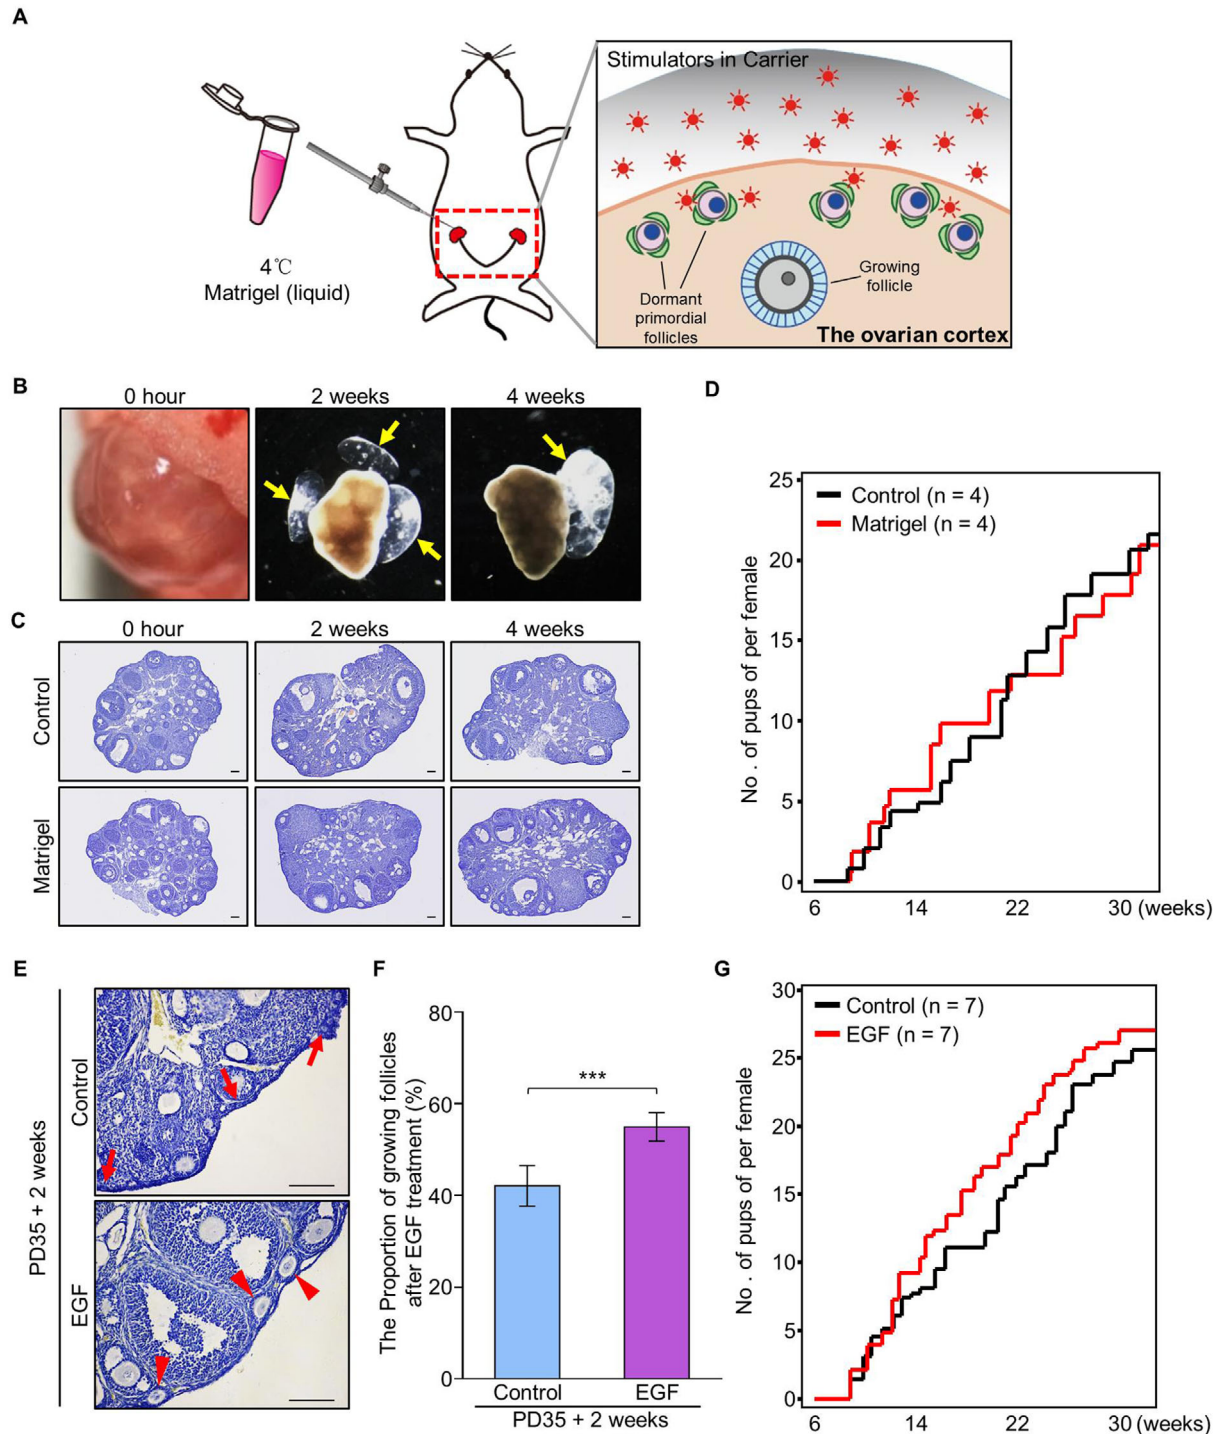 A
Stimulators in Carrier
4℃
Matrigel (liquid)
Growing
follicle
Dormant
primordial
follicles
The ovarian cortex
B
0 hour
2 weeks
4 weeks
C
0 hour
2 weeks
4 weeks
Control
Matrigel
D
No . of pups of per female
25
20
15
10
5
0
Control (n = 4)
Matrigel (n = 4)
6
14
22
30 (weeks)
E
PD35 + 2 weeks
Control
EGF
F
The Proportion of growing follicles
after EGF treatment (%)
80
60
40
20
0
***
Control
EGF
PD35 + 2 weeks
G
No . of pups of per female
30
25
20
15
10
5
0
Control (n = 7)
EGF (n = 7)
6
14
22
30 (weeks)